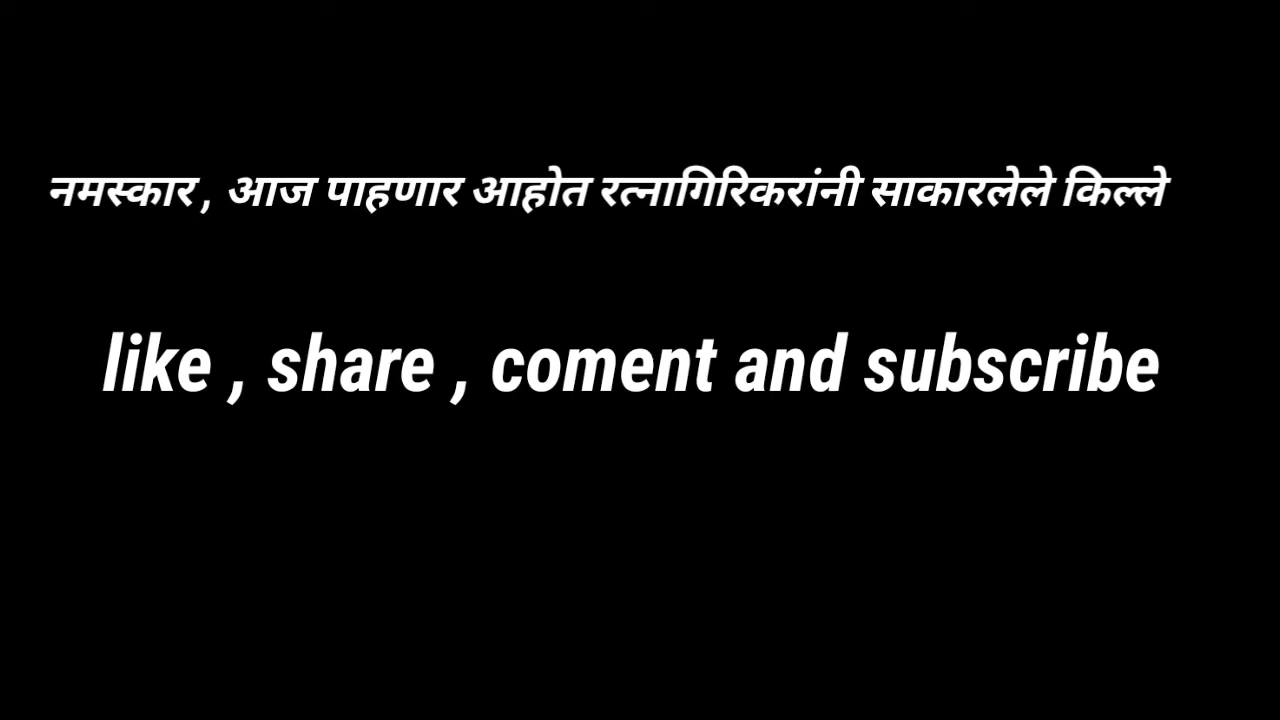 नमस्कार , आज पाहणार आहोत रत्नागिरिकरांनी साकारलेले किल्ले
like , share , coment and subscribe